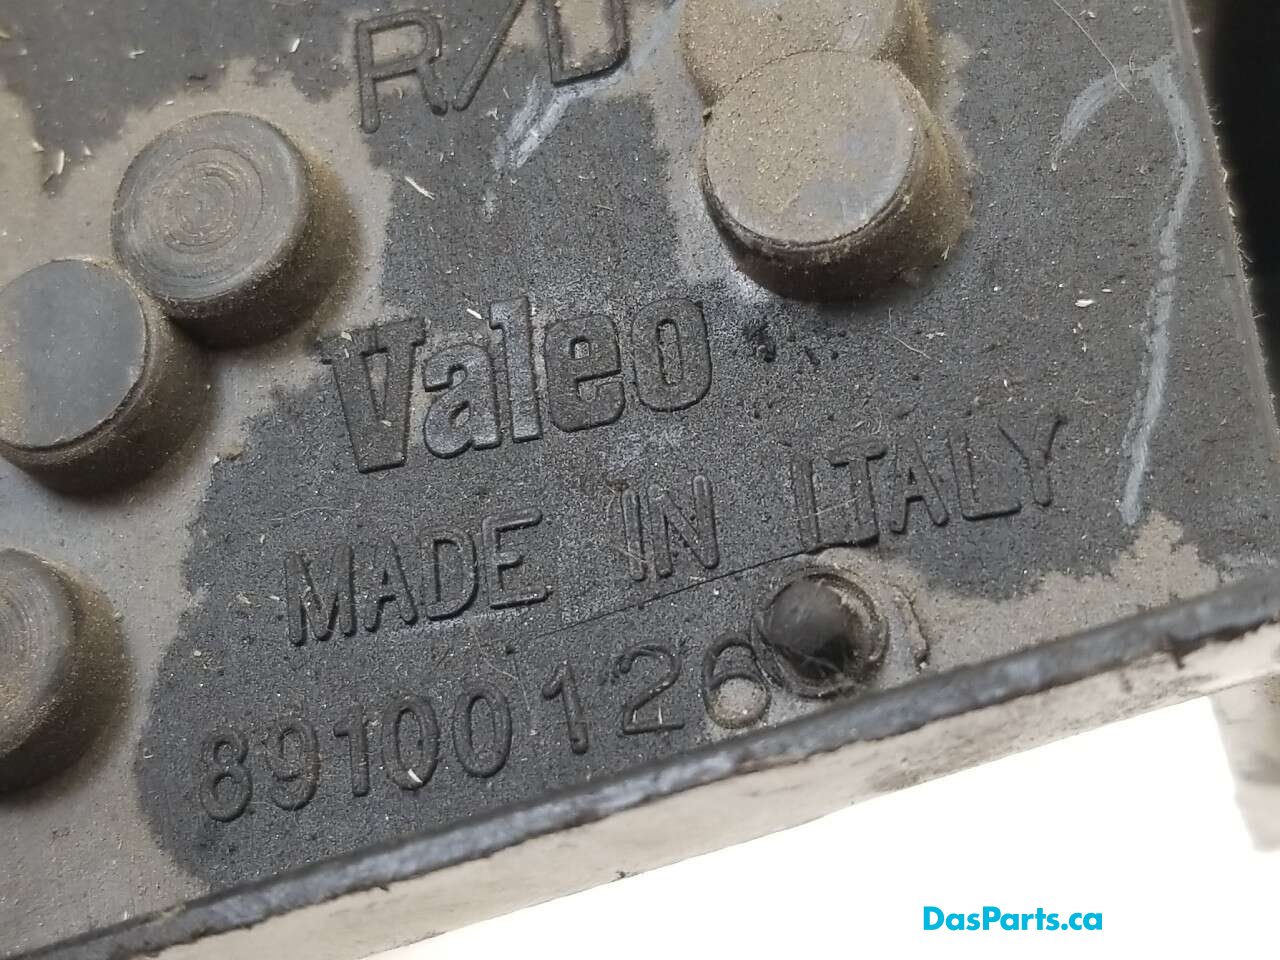 R/D
Valeo
MADE IN ITALY
89100126
DasParts.ca